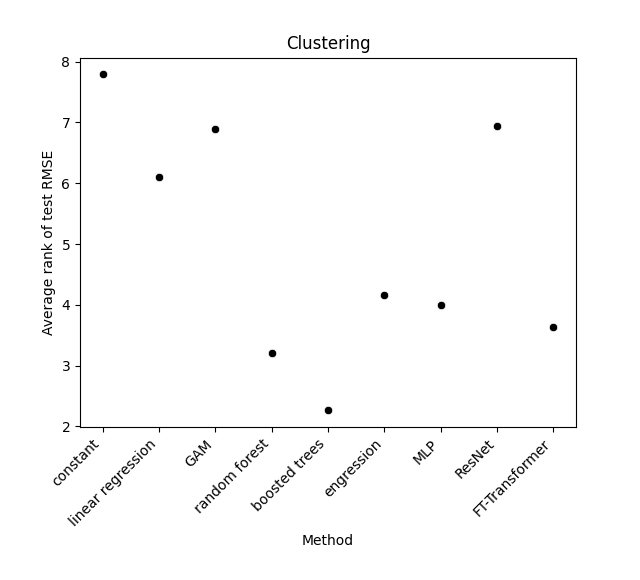 Clustering
Average rank of test RMSE
8
7
6
5
4
3
2
constant
linear regression
GAM
random forest
boosted trees
engression
MLP
ResNet
FT-Transformer
Method